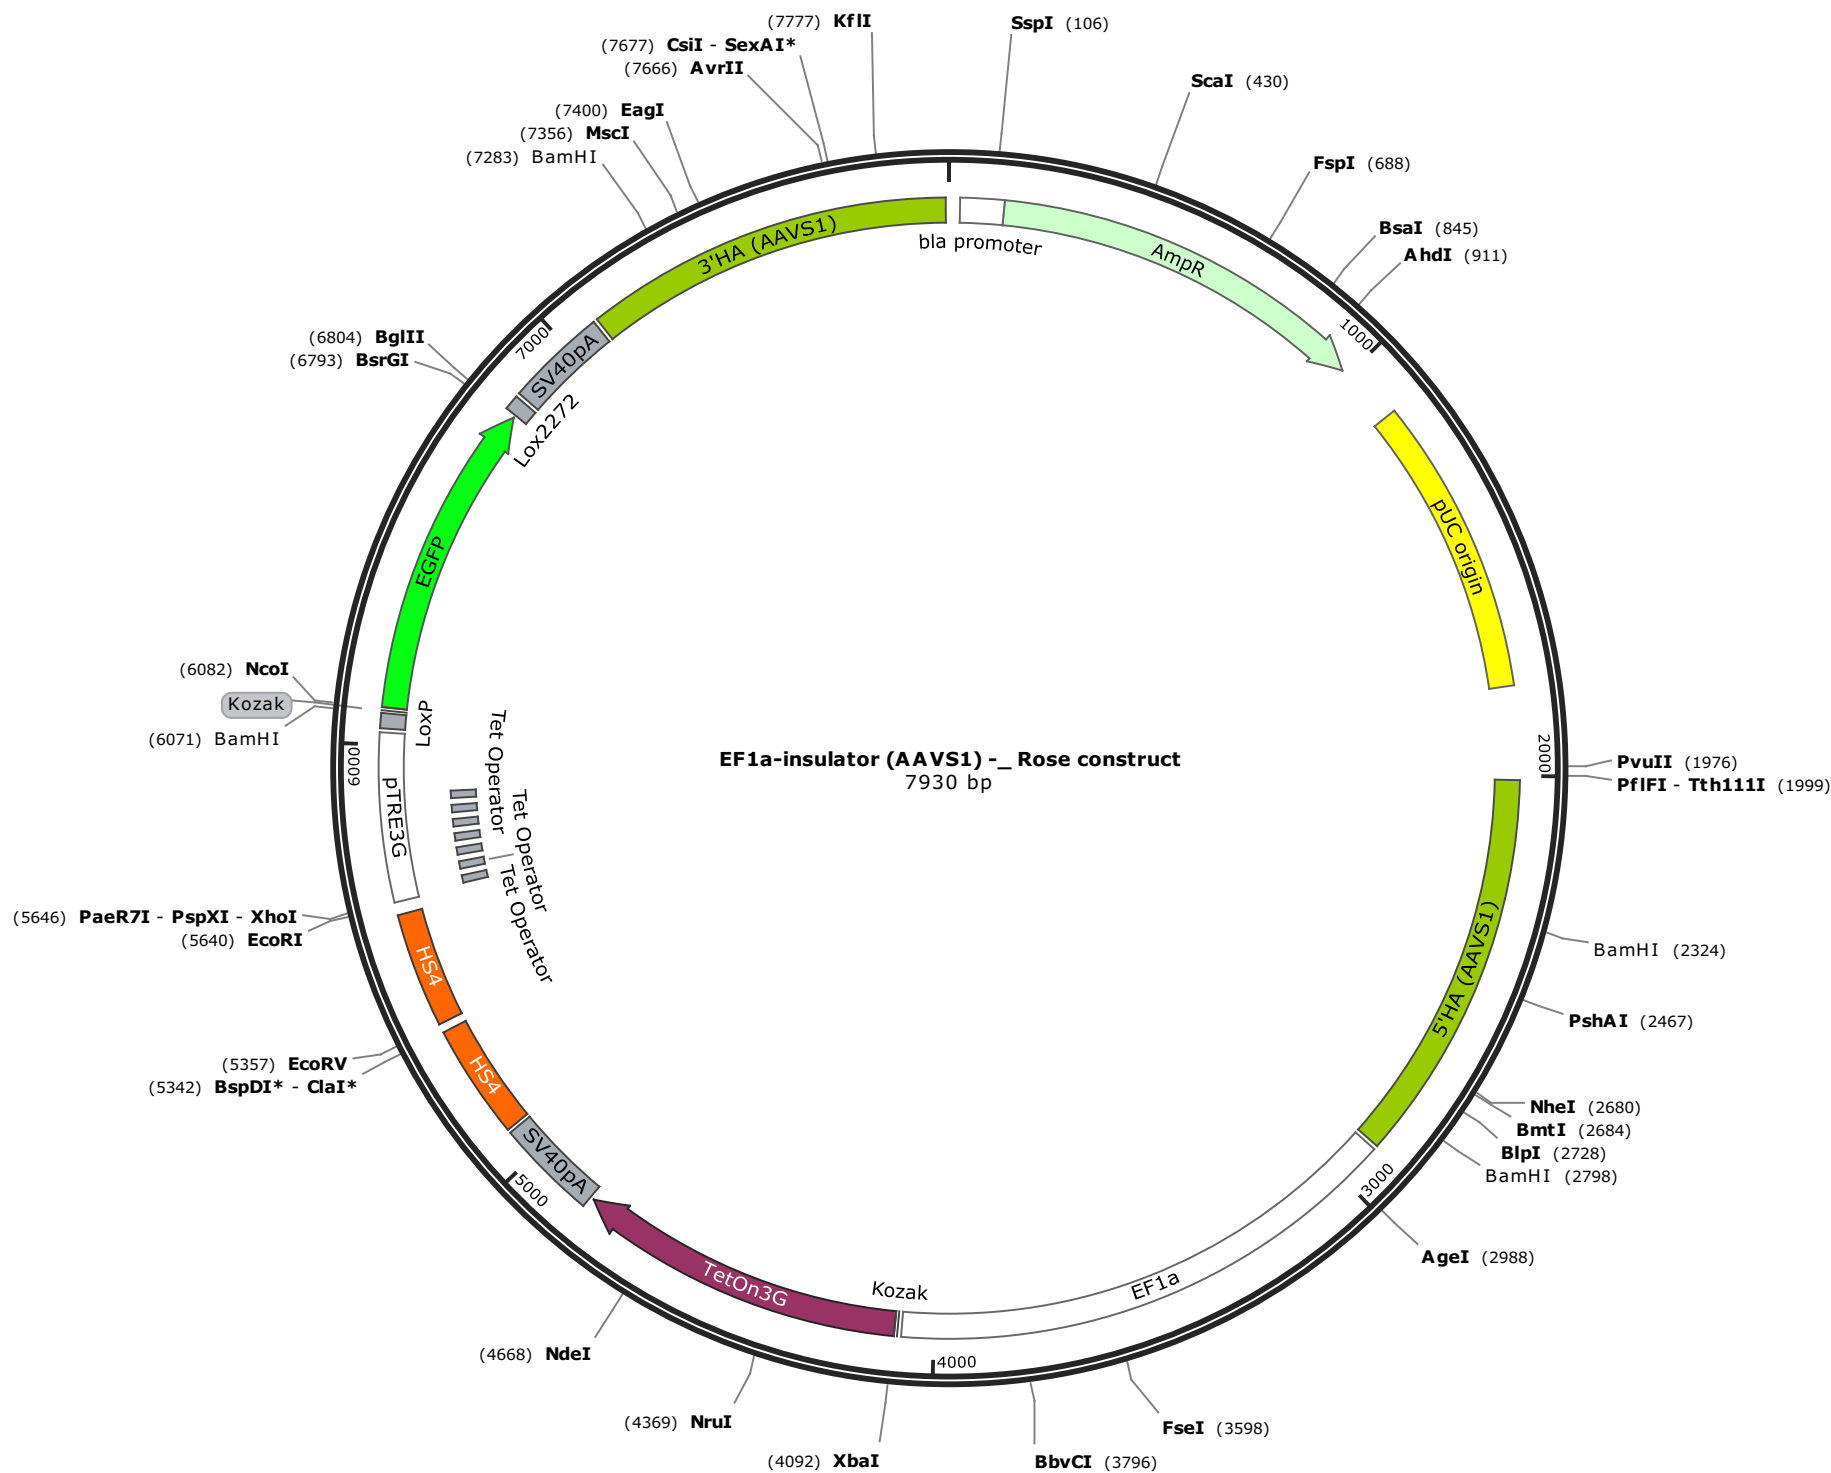 (7777) KflI
SspI (106)
(7677) CsiI - SexAI*
(7666) AvrII
ScaI (430)
(7400) EagI
(7356) MscI
(7283) BamHI
FspI (688)
BsaI (845)
AhdI (911)
3'HA (AAVS1)
bla promoter
AmpR
1000
(6804) BglII
(6793) BsrGI
7000
SV40pA
Lox2272
pUC origin
EGFP
(6082) NcoI
Kozak
(6071) BamHI
LoxP
6000
pTRE3G
Tet Operator
Tet Operator
Tet Operator
EF1a-insulator (AAVS1) -_ Rose construct
7930 bp
2000
PvuII (1976)
PflFI - Tth111I (1999)
(5646) PaeR7I - PspXI - XhoI
(5640) EcoRI
HS4
5'HA (AAVS1)
BamHI (2324)
PshAI (2467)
(5357) EcoRV
(5342) BspDI* - ClaI*
HS4
NheI (2680)
BmtI (2684)
BlpI (2728)
BamHI (2798)
SV40pA
5000
3000
AgeI (2988)
TetOn3G
Kozak
EF1a
(4668) NdeI
4000
(4369) NruI
FseI (3598)
(4092) XbaI
BbvCI (3796)